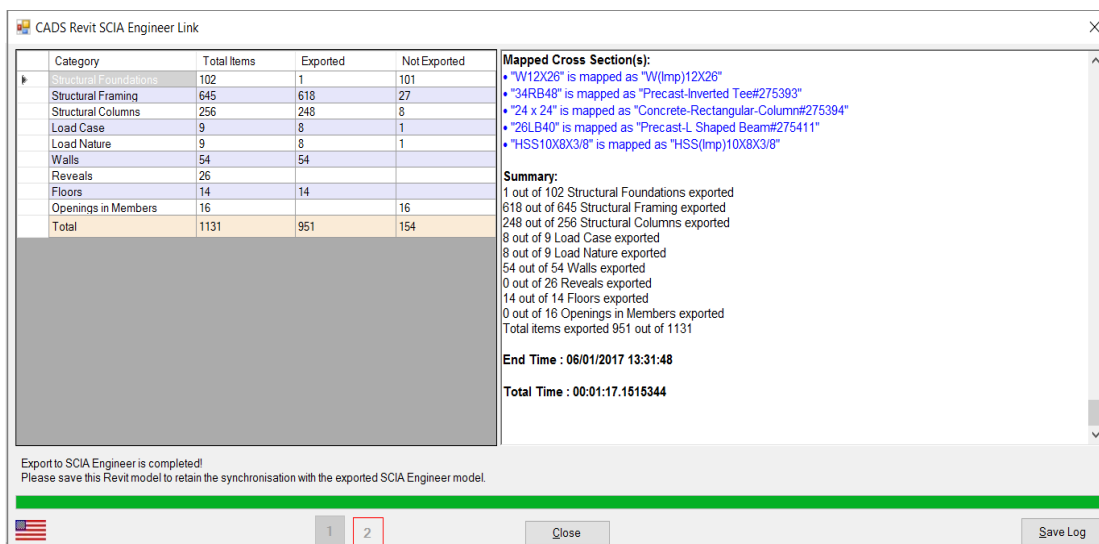 CADS Revit SCIA Engineer Link
Category Total Items Exported Not Exported
Structural Foundations 102 1 101
Structural Framing 645 618 27
Structural Columns 256 248 8
Load Case 9 8 1
Load Nature 9 8 1
Walls 54 54
Reveals 26
Floors 14 14
Openings in Members 16 16
Total 1131 951 154
Mapped Cross Section(s):
• "W12X26" is mapped as "W(Imp)12X26"
• "34RB48" is mapped as "Precast-Inverted Tee#275393"
• "24 x 24" is mapped as "Concrete-Rectangular-Column#275394"
• "26LB40" is mapped as "Precast-L Shaped Beam#275411"
• "HSS10X8X3/8" is mapped as "HSS(Imp)10X8X3/8"
Summary:
1 out of 102 Structural Foundations exported
618 out of 645 Structural Framing exported
248 out of 256 Structural Columns exported
8 out of 9 Load Case exported
8 out of 9 Load Nature exported
54 out of 54 Walls exported
0 out of 26 Reveals exported
14 out of 14 Floors exported
0 out of 16 Openings in Members exported
Total items exported 951 out of 1131
End Time : 06/01/2017 13:31:48
Total Time : 00:01:17.1515344
Export to SCIA Engineer is completed!
Please save this Revit model to retain the synchronisation with the exported SCIA Engineer model.
1 2 Close Save Log